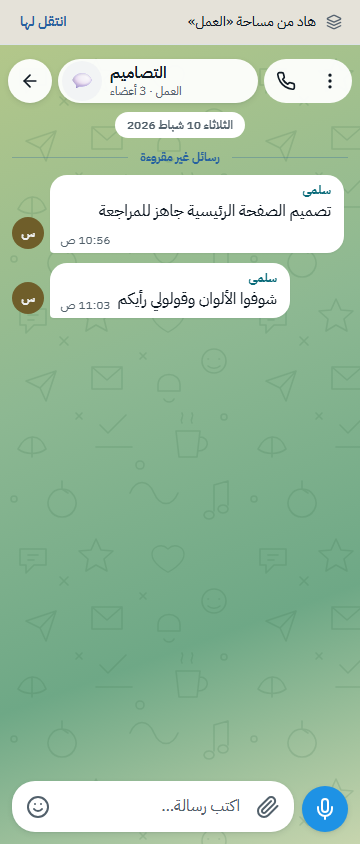 هاد من مساحة «العمل»
انتقل لها
التصاميم
العمل · 3 أعضاء
الثلاثاء 10 شباط 2026
رسائل غير مقروءة
سلمى
تصميم الصفحة الرئيسية جاهز للمراجعة
10:56 ص
س
سلمى
شوفوا الألوان وقولولي رأيكم
11:03 ص
س
اكتب رسالة...